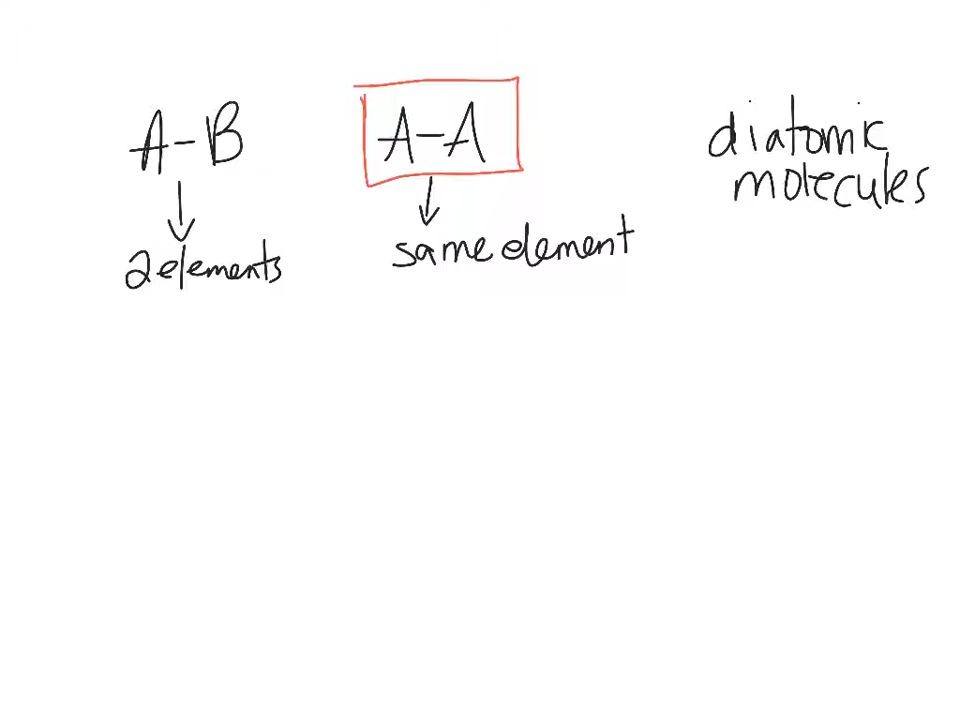 A-B
A-A
diatomic
molecules
2 elements
same element